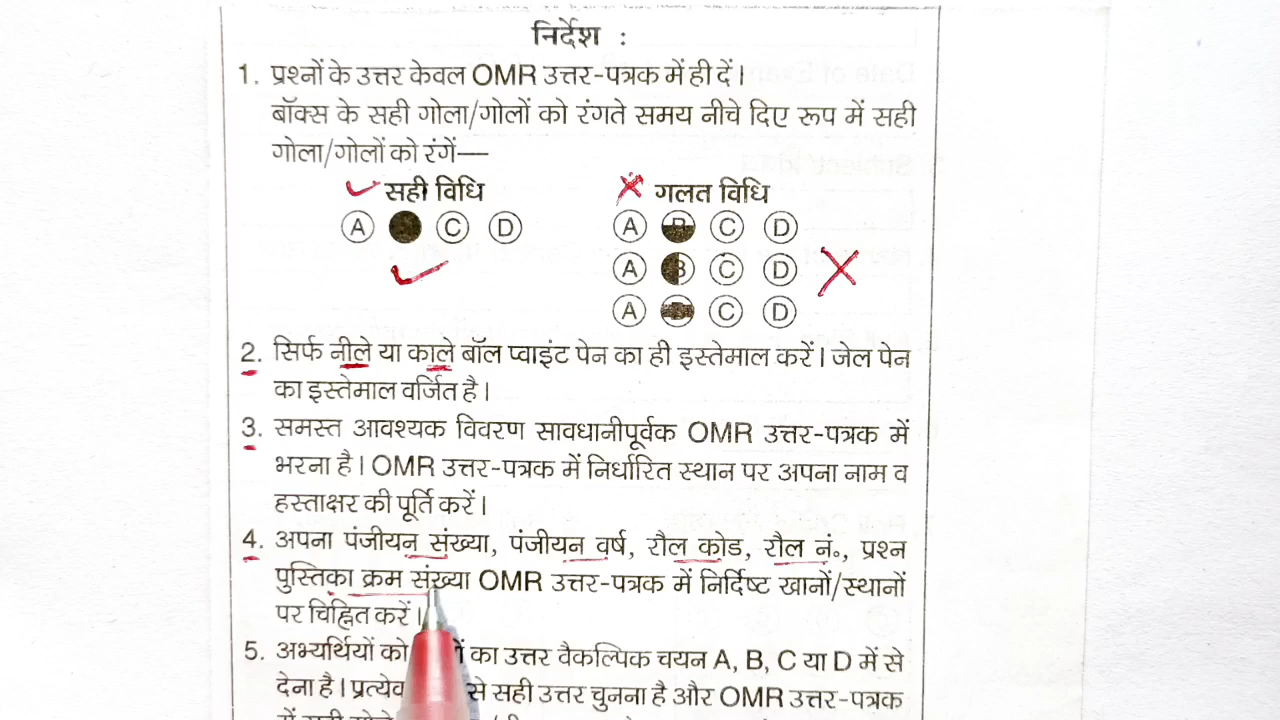 निर्देश :
1. प्रश्नों के उत्तर केवल OMR उत्तर-पत्रक में ही दें।
बॉक्स के सही गोला/गोलों को रंगते समय नीचे दिए रूप में सही
गोला/गोलों को रंगें—
सही विधि गलत विधि
A C D A C D
A B C D
A C D
2. सिर्फ नीले या काले बॉल प्वाइंट पेन का ही इस्तेमाल करें। जेल पेन
का इस्तेमाल वर्जित है।
3. समस्त आवश्यक विवरण सावधानीपूर्वक OMR उत्तर-पत्रक में
भरना है। OMR उत्तर-पत्रक में निर्धारित स्थान पर अपना नाम व
हस्ताक्षर की पूर्ति करें।
4. अपना पंजीयन संख्या, पंजीयन वर्ष, रौल कोड, रौल नं०, प्रश्न
पुस्तिका क्रम संख्या OMR उत्तर-पत्रक में निर्दिष्ट खानों/स्थानों
पर चिह्नित करें।
5. अभ्यर्थियों को का उत्तर वैकल्पिक चयन A, B, C या D में से
देना है। से सही उत्तर चुनना है और OMR उत्तर-पत्रक